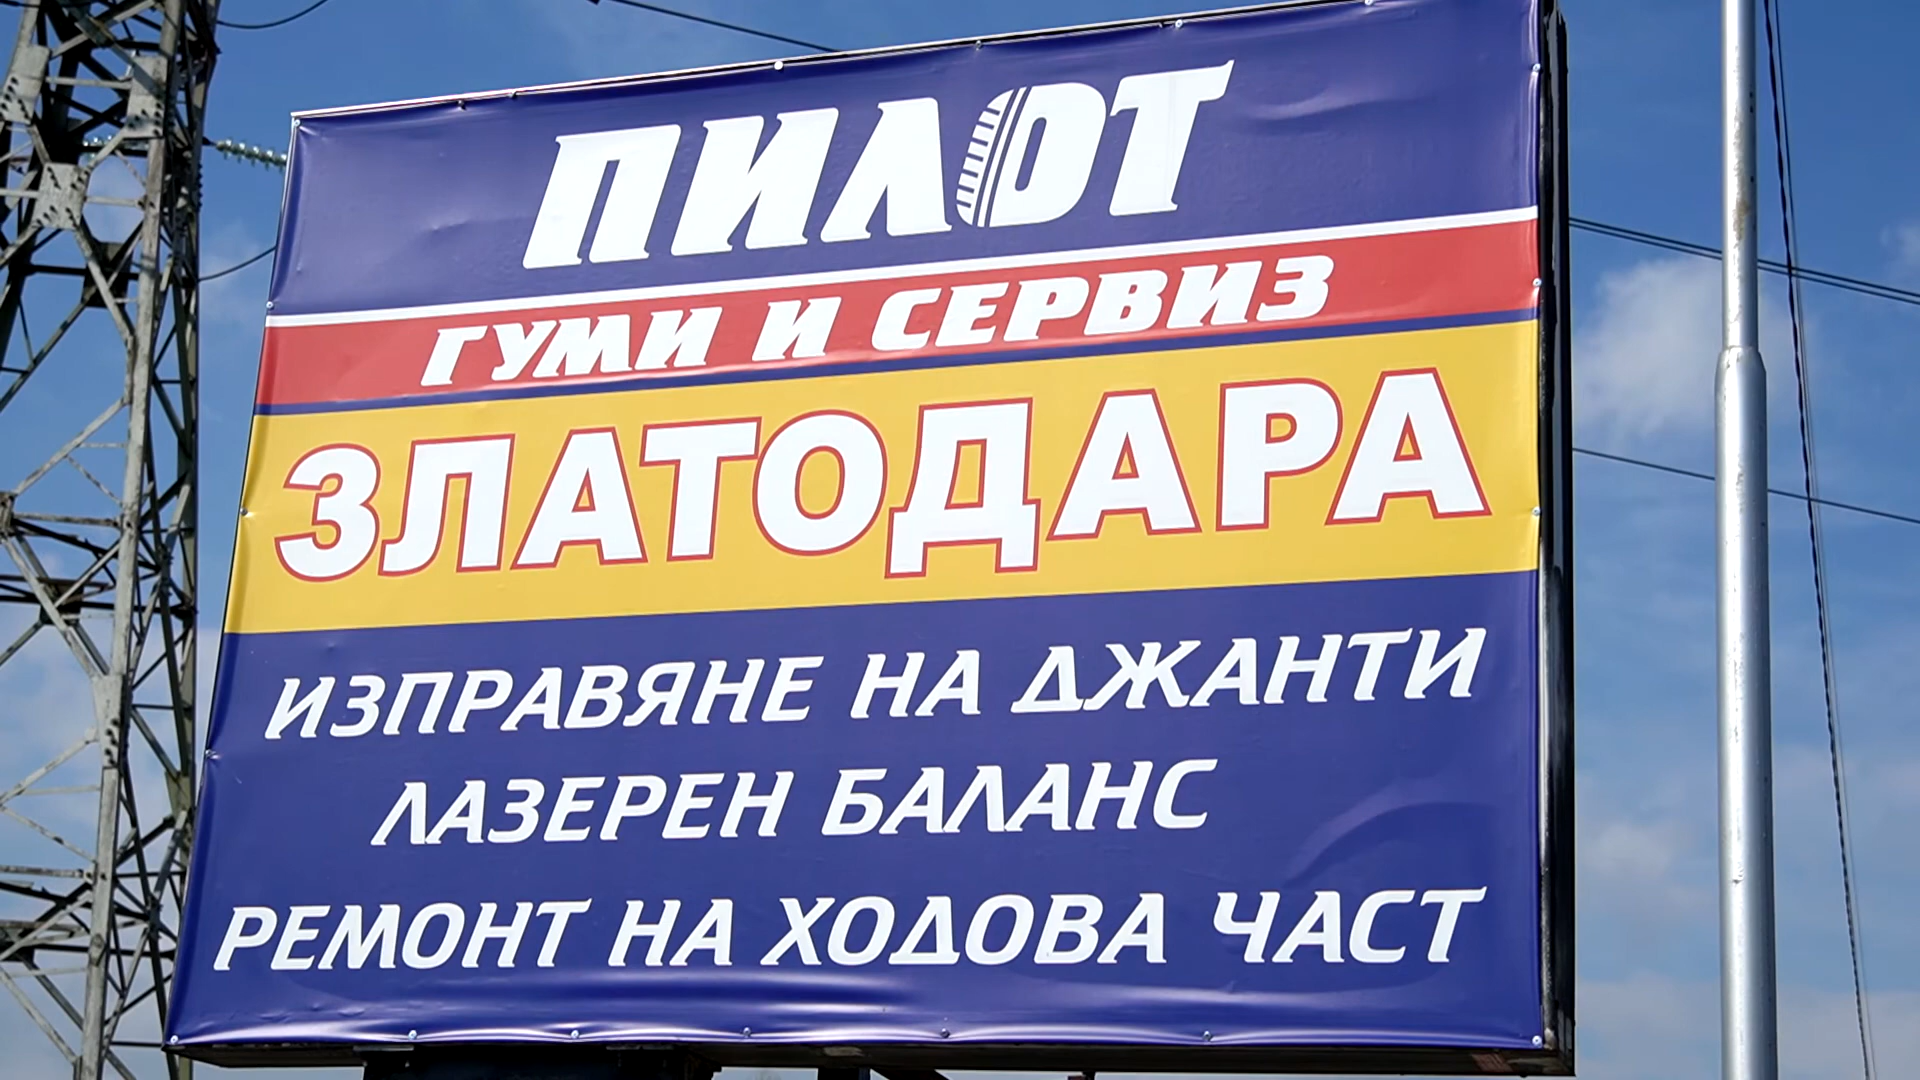 ПИЛОТ
ГУМИ И СЕРВИЗ
ЗЛАТОДАРА
ИЗПРАВЯНЕ НА ДЖАНТИ
ЛАЗЕРЕН БАЛАНС
РЕМОНТ НА ХОДОВА ЧАСТ